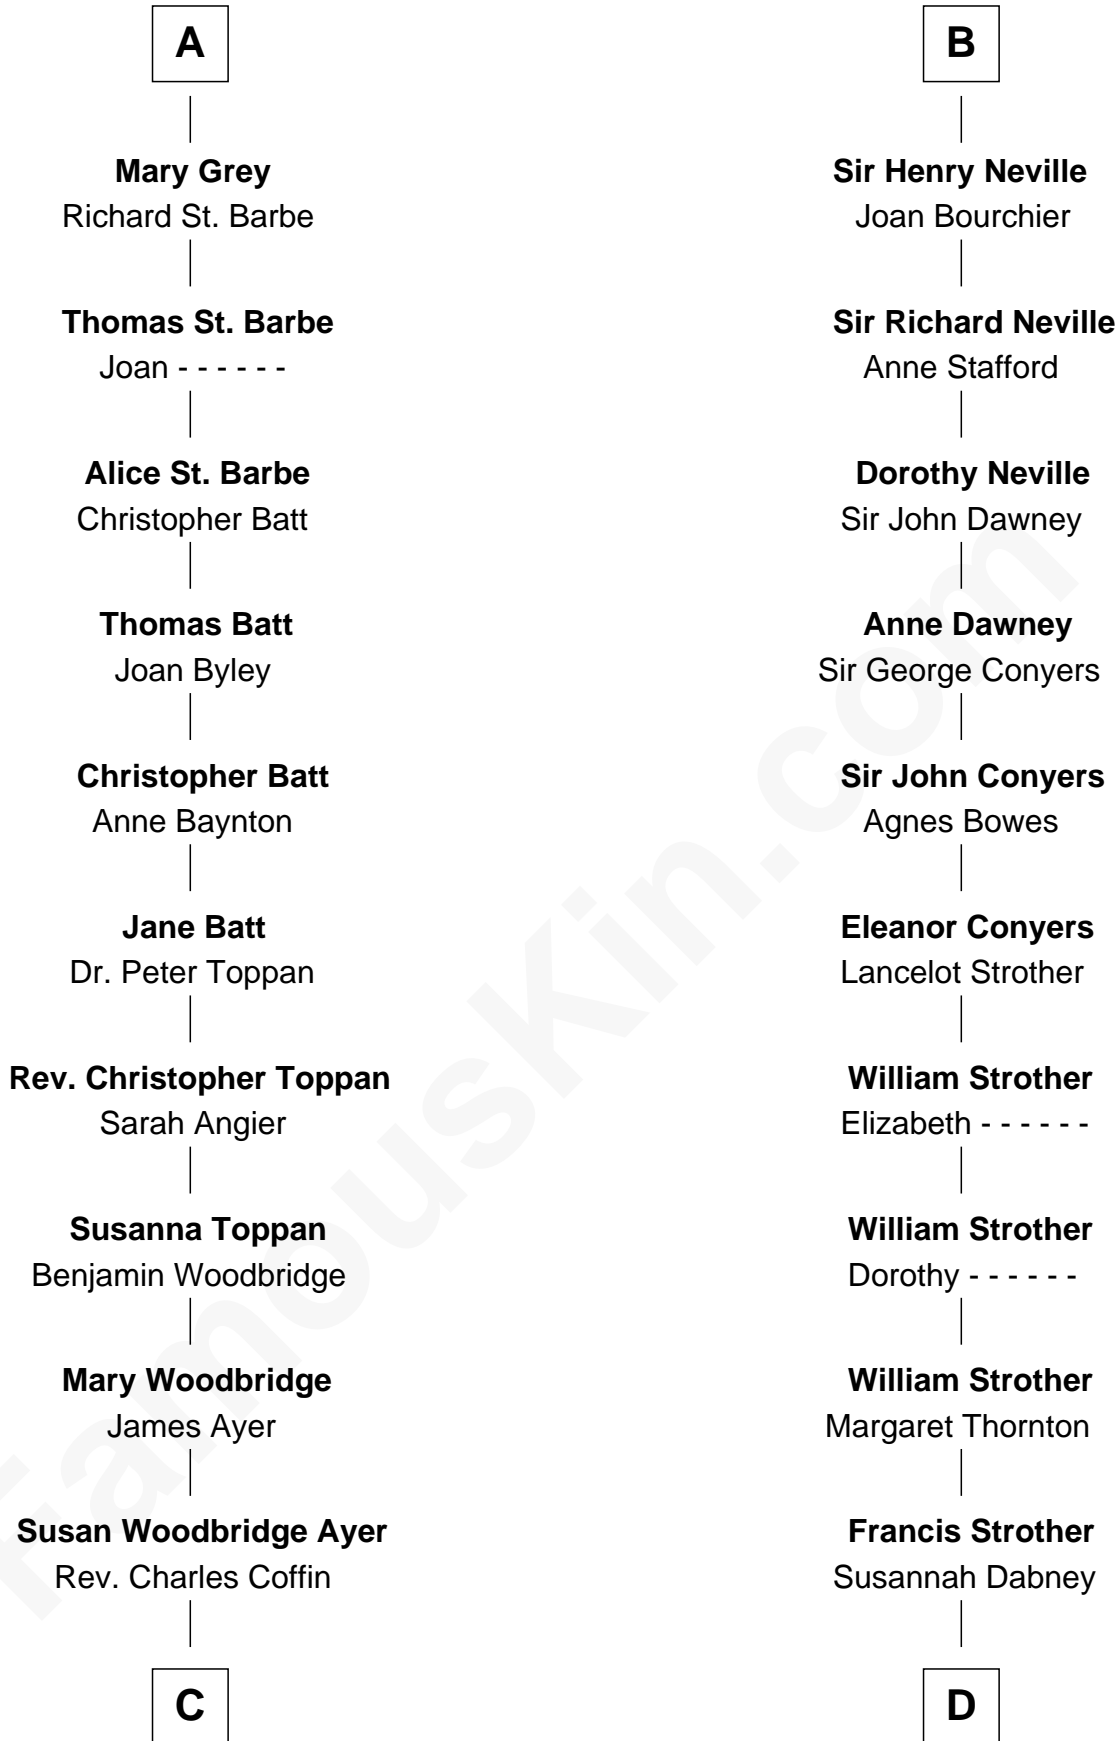 A
Mary Grey
Richard St. Barbe
Thomas St. Barbe
Joan - - - - - -
Alice St. Barbe
Christopher Batt
Thomas Batt
Joan Byley
Christopher Batt
Anne Baynton
Jane Batt
Dr. Peter Toppan
Rev. Christopher Toppan
Sarah Angier
Susanna Toppan
Benjamin Woodbridge
Mary Woodbridge
James Ayer
Susan Woodbridge Ayer
Rev. Charles Coffin
C
B
Sir Henry Neville
Joan Bourchier
Sir Richard Neville
Anne Stafford
Dorothy Neville
Sir John Dawney
Anne Dawney
Sir George Conyers
Sir John Conyers
Agnes Bowes
Eleanor Conyers
Lancelot Strother
William Strother
Elizabeth - - - - - -
William Strother
Dorothy - - - - - -
William Strother
Margaret Thornton
Francis Strother
Susannah Dabney
D
FamousKin.com